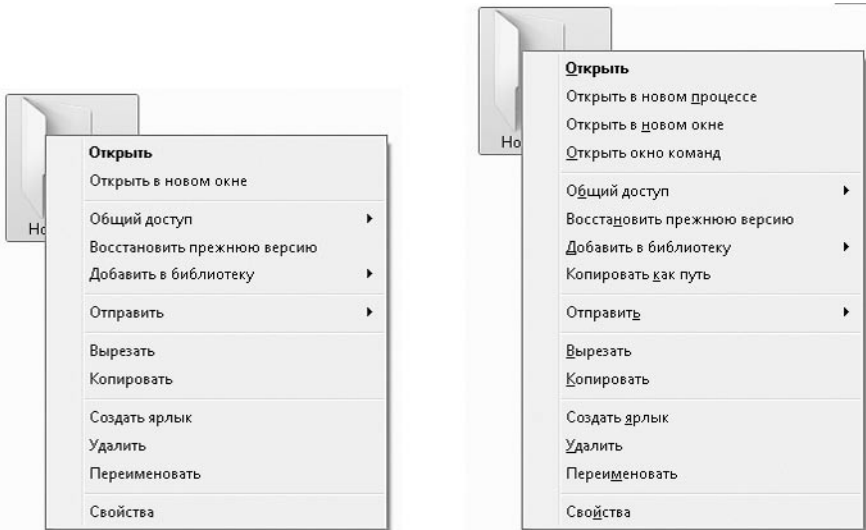 Но
Открыть
Открыть в новом окне
Общий доступ
Восстановить прежнюю версию
Добавить в библиотеку
Отправить
Вырезать
Копировать
Создать ярлык
Удалить
Переименовать
Свойства
Но
Открыть
Открыть в новом процессе
Открыть в новом окне
Открыть окно команд
Общий доступ
Восстановить прежнюю версию
Добавить в библиотеку
Копировать как путь
Отправить
Вырезать
Копировать
Создать ярлык
Удалить
Переименовать
Свойства